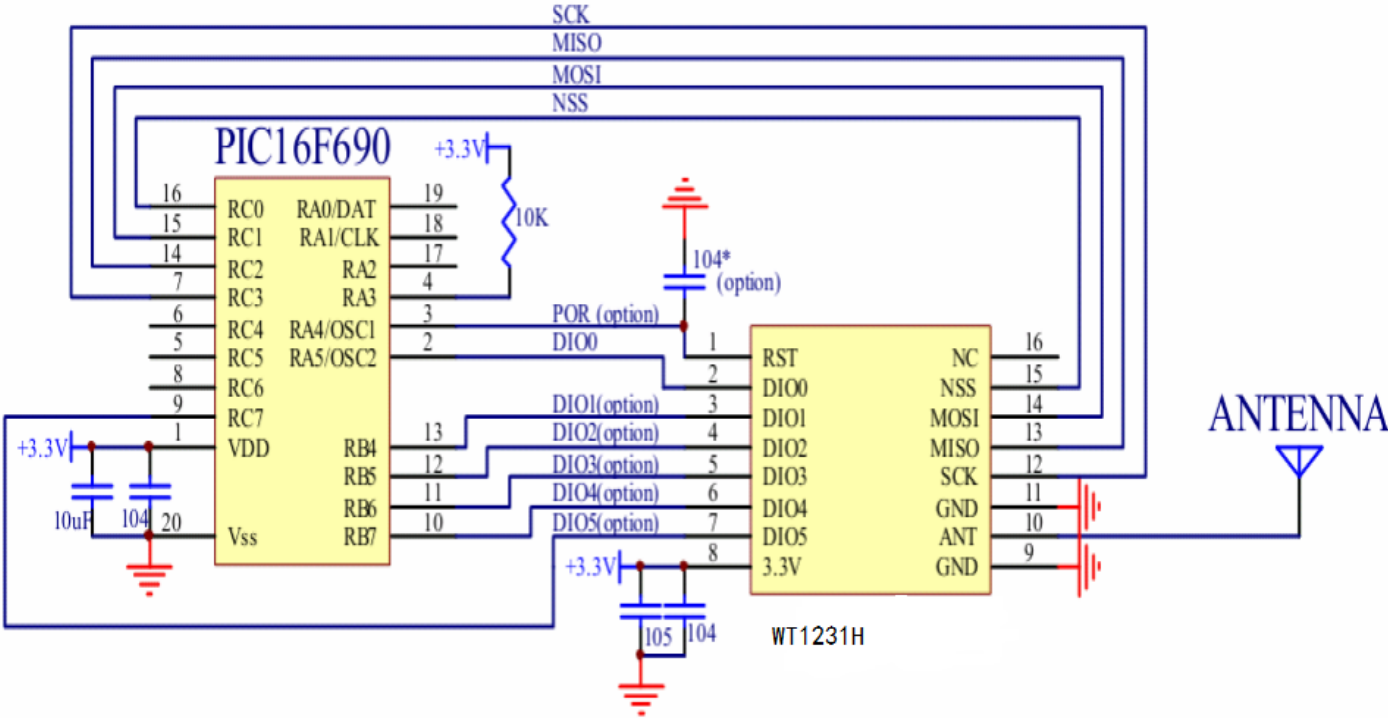 SCK
MISO
MOSI
NSS
PIC16F690
+3.3V
10K
16 RC0 RA0/DAT 19
15 RC1 RA1/CLK 18
14 RC2 RA2 17
7 RC3 RA3 4
6 RC4 RA4/OSC1 3
5 RC5 RA5/OSC2 2
8 RC6
9 RC7
1 VDD RB4 13
RB5 12
RB6 11
20 Vss RB7 10
+3.3V
10uF 104
104*
(option)
POR (option)
DIO0
DIO1(option)
DIO2(option)
DIO3(option)
DIO4(option)
DIO5(option)
+3.3V
105 104
1 RST NC 16
2 DIO0 NSS 15
3 DIO1 MOSI 14
4 DIO2 MISO 13
5 DIO3 SCK 12
6 DIO4 GND 11
7 DIO5 ANT 10
8 3.3V GND 9
WT1231H
ANTENNA